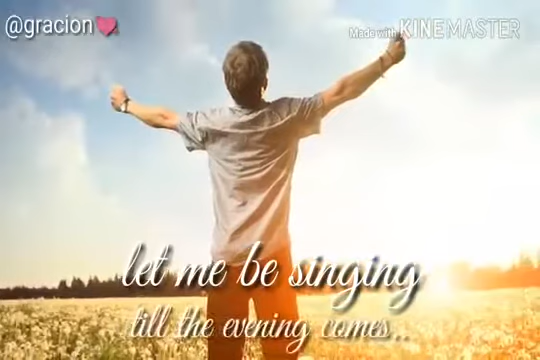 @gracion💗
Made with KINEMASTER
let me be singing
till the evening comes..